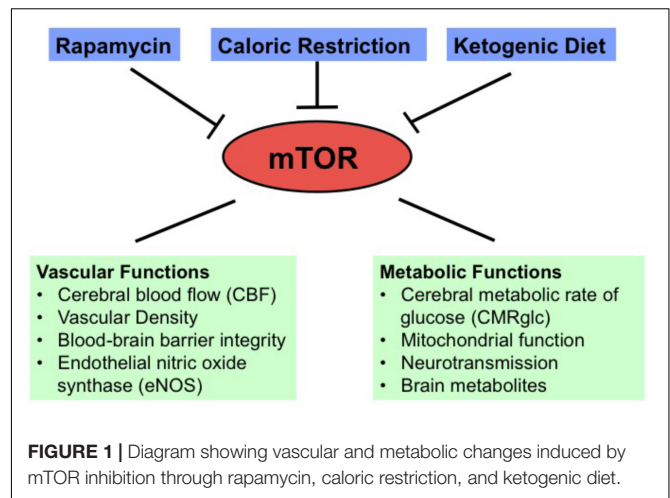 Rapamycin
Caloric Restriction
Ketogenic Diet
mTOR
Vascular Functions
• Cerebral blood flow (CBF)
• Vascular Density
• Blood-brain barrier integrity
• Endothelial nitric oxide
synthase (eNOS)
Metabolic Functions
• Cerebral metabolic rate of
glucose (CMRglc)
• Mitochondrial function
• Neurotransmission
• Brain metabolites
FIGURE 1 | Diagram showing vascular and metabolic changes induced by
mTOR inhibition through rapamycin, caloric restriction, and ketogenic diet.